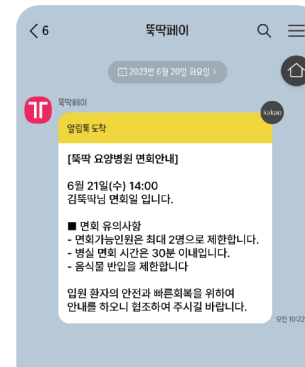 6 뚝딱페이
2023년 6월 20일 화요일 >
뚝딱페이
kakao
알림톡 도착
[뚝딱 요양병원 면회안내]
6월 21일(수) 14:00
김뚝딱님 면회일 입니다.
■ 면회 유의사항
- 면회가능인원은 최대 2명으로 제한합니다.
- 병실 면회 시간은 30분 이내입니다.
- 음식물 반입을 제한합니다
입원 환자의 안전과 빠른회복을 위하여
안내를 하오니 협조하여 주시길 바랍니다.
오전 10:22